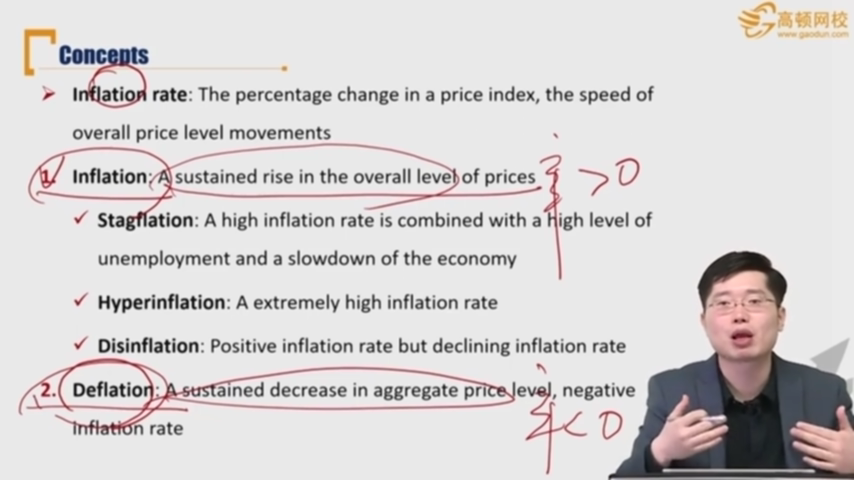 高顿网校
www.gaodun.com
Concepts
Inflation rate: The percentage change in a price index, the speed of
overall price level movements
1. Inflation: A sustained rise in the overall level of prices
> 0
Stagflation: A high inflation rate is combined with a high level of
unemployment and a slowdown of the economy
Hyperinflation: A extremely high inflation rate
Disinflation: Positive inflation rate but declining inflation rate
2. Deflation: A sustained decrease in aggregate price level, negative
inflation rate
< 0